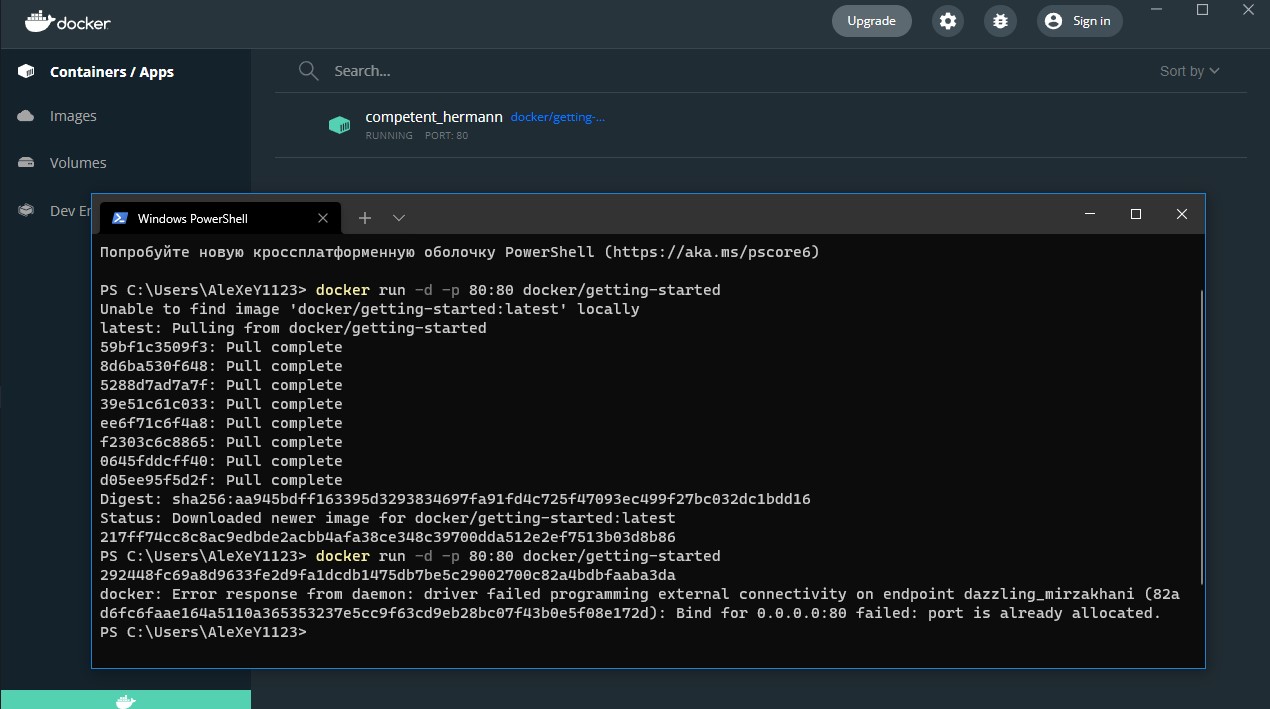 docker
Upgrade
Sign in
Containers / Apps
Search...
Sort by
Images
competent_hermann docker/getting-...
RUNNING PORT: 80
Volumes
Dev En
Windows PowerShell
Попробуйте новую кроссплатформенную оболочку PowerShell (https://aka.ms/pscore6)
PS C:\Users\AleXeY1123> docker run -d -p 80:80 docker/getting-started
Unable to find image 'docker/getting-started:latest' locally
latest: Pulling from docker/getting-started
59bf1c3509f3: Pull complete
8d6ba530f648: Pull complete
5288d7ad7a7f: Pull complete
39e51c61c033: Pull complete
ee6f71c6f4a8: Pull complete
f2303c6c8865: Pull complete
0645fddcff40: Pull complete
d05ee95f5d2f: Pull complete
Digest: sha256:aa945bdff163395d3293834697fa91fd4c725f47093ec499f27bc032dc1bdd16
Status: Downloaded newer image for docker/getting-started:latest
217ff74cc8c8ac9edbde2acbb4afa38ce348c39700dda512e2ef7513b03d8b86
PS C:\Users\AleXeY1123> docker run -d -p 80:80 docker/getting-started
292448fc69a8d9633fe2d9fa1dcdb1475db7be5c29002700c82a4bdbfaaba3da
docker: Error response from daemon: driver failed programming external connectivity on endpoint dazzling_mirzakhani (82a
d6fc6faae164a5110a365353237e5cc9f63cd9eb28bc07f43b0e5f08e172d): Bind for 0.0.0.0:80 failed: port is already allocated.
PS C:\Users\AleXeY1123>